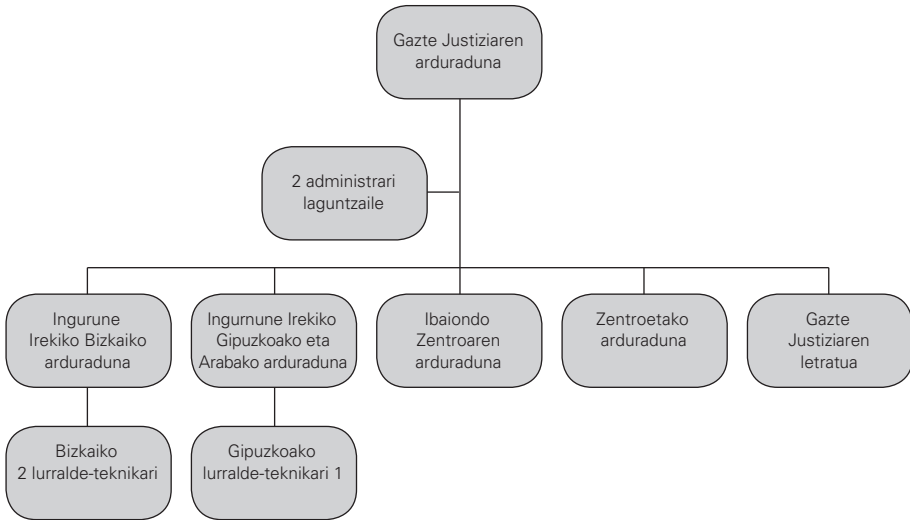 Gazte Justiziaren
arduraduna
2 administrari
laguntzaile
Ingurune
Irekiko Bizkaiko
arduraduna
Ingurnune Irekiko
Gipuzkoako eta
Arabako arduraduna
Ibaiondo
Zentroaren
arduraduna
Zentroetako
arduraduna
Gazte
Justiziaren
letratua
Bizkaiko
2 lurralde-teknikari
Gipuzkoako
lurralde-teknikari 1